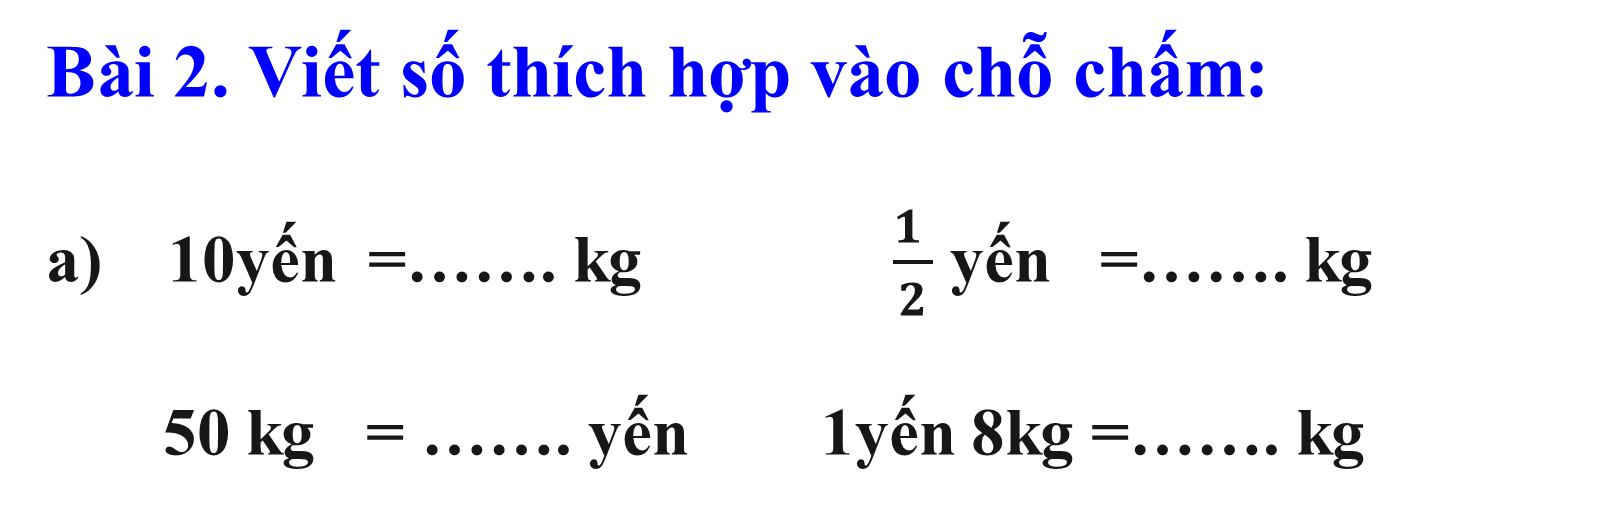 Bài 2. Viết số thích hợp vào chỗ chấm:
a) 10yến =....... kg 1/2 yến =....... kg
50 kg = ....... yến 1yến 8kg =....... kg